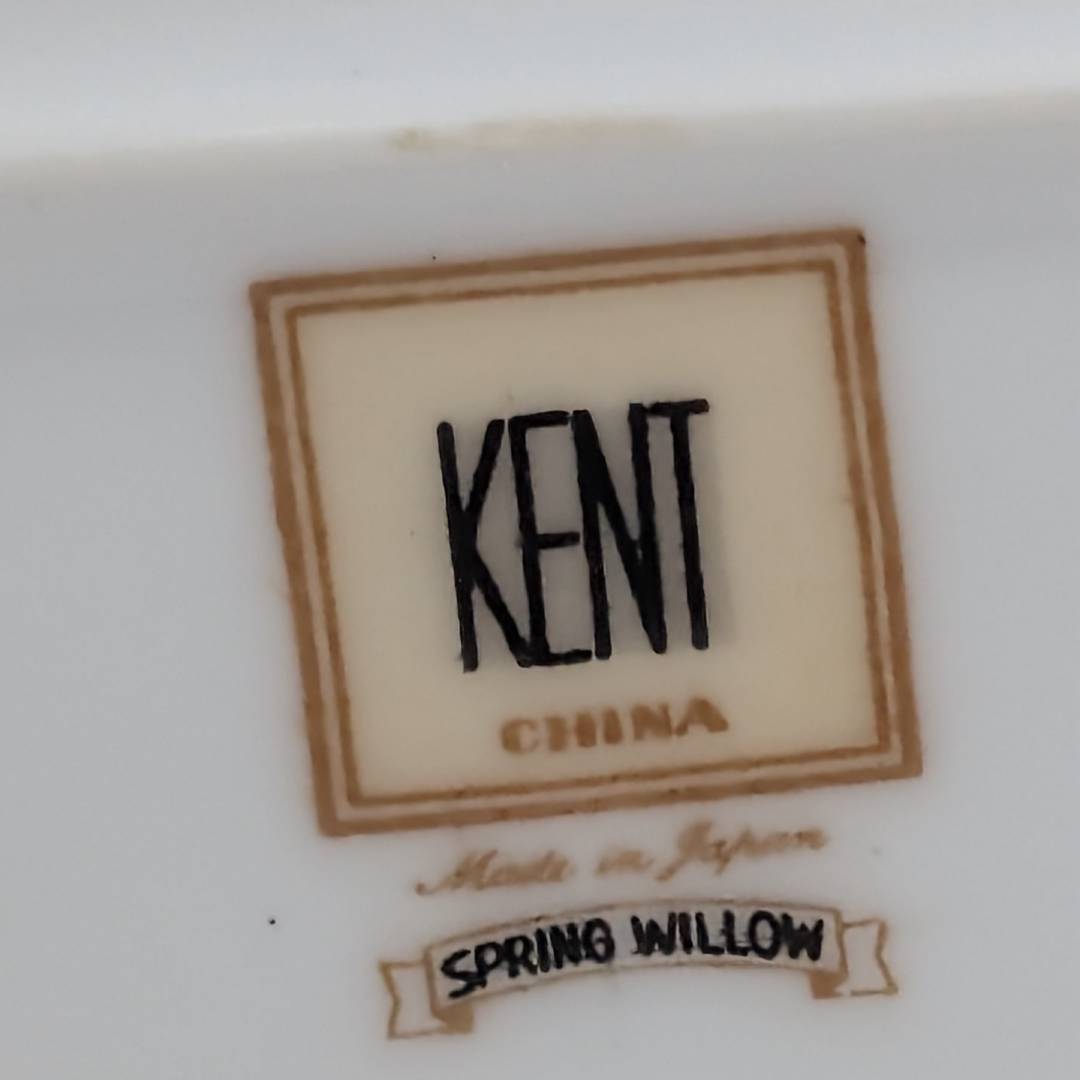 KENT
CHINA
Made in Japan
SPRING WILLOW